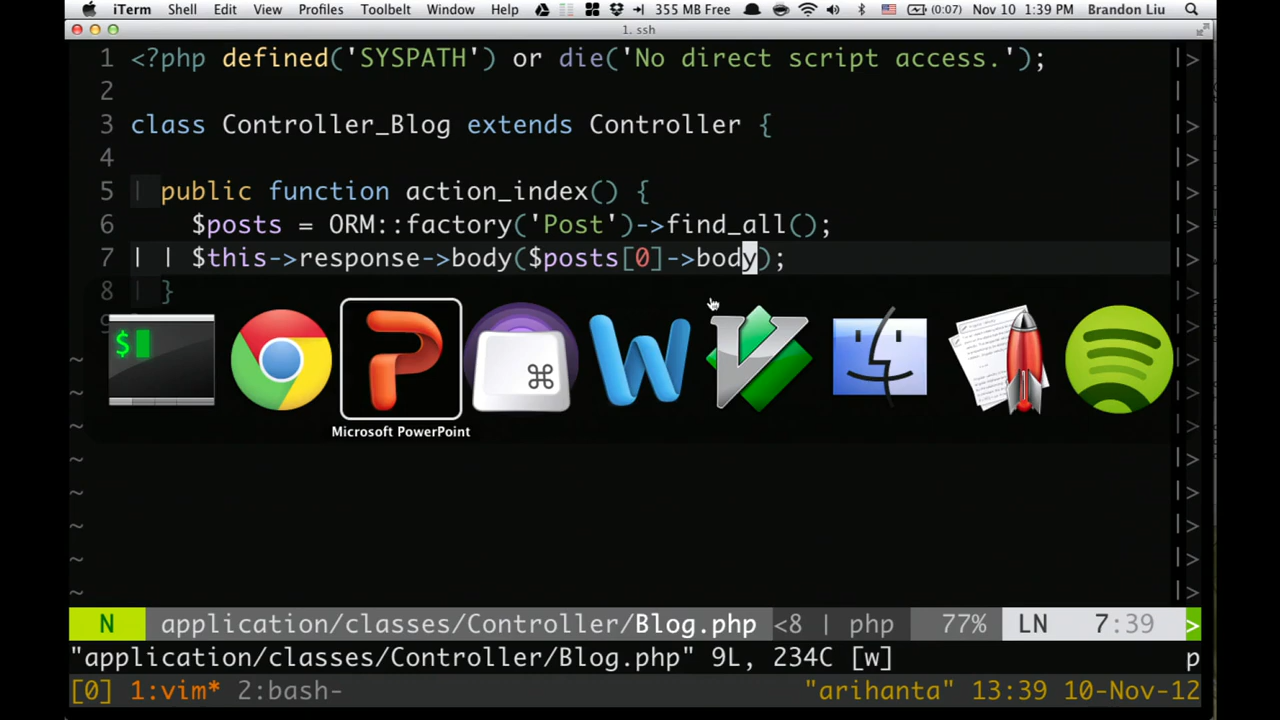 iTerm Shell Edit View Profiles Toolbelt Window Help 355 MB Free (0:07) Nov 10 1:39 PM Brandon Liu
1. ssh
1 <?php defined('SYSPATH') or die('No direct script access.');
2
3 class Controller_Blog extends Controller {
4
5 | public function action_index() {
6 $posts = ORM::factory('Post')->find_all();
7 | | $this->response->body($posts[0]->body);
8 | }
9
$
⌘
Microsoft PowerPoint
~
~
~
~
~
~
~
~
N application/classes/Controller/Blog.php <8 | php 77% LN 7:39 >
"application/classes/Controller/Blog.php" 9L, 234C [w] p
[0] 1:vim* 2:bash- "arihanta" 13:39 10-Nov-12